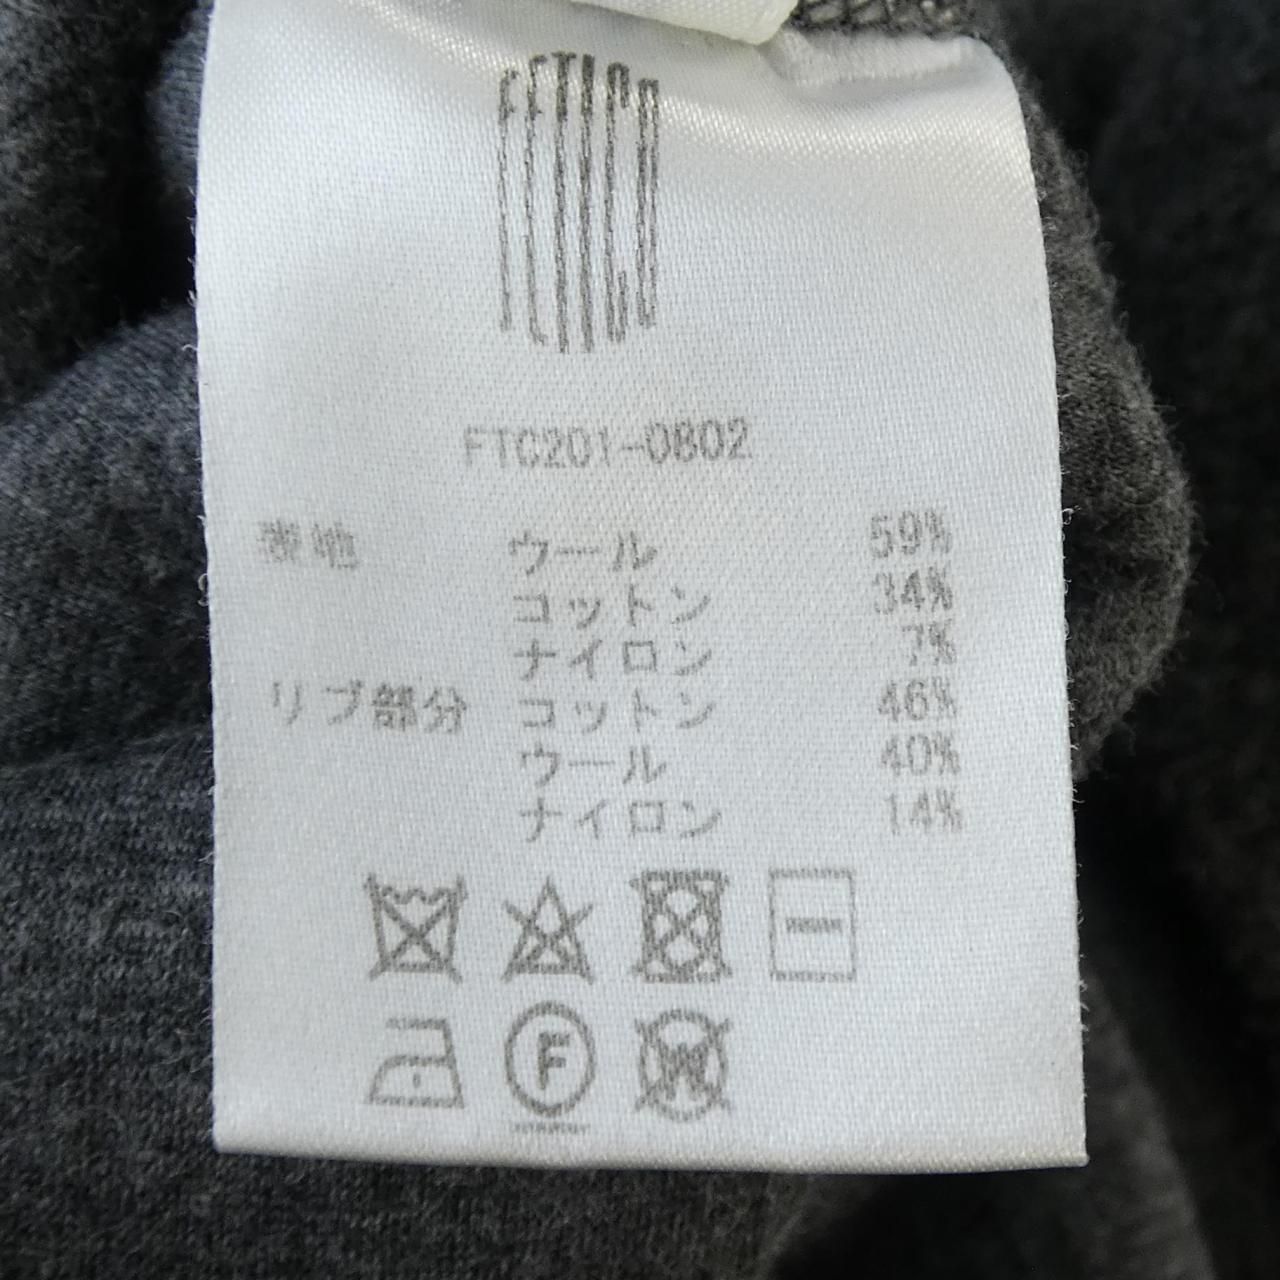 FETICO
FTC201-0802
表地 ウール 59%
コットン 34%
ナイロン 7%
リブ部分 コットン 46%
ウール 40%
ナイロン 14%
F
W